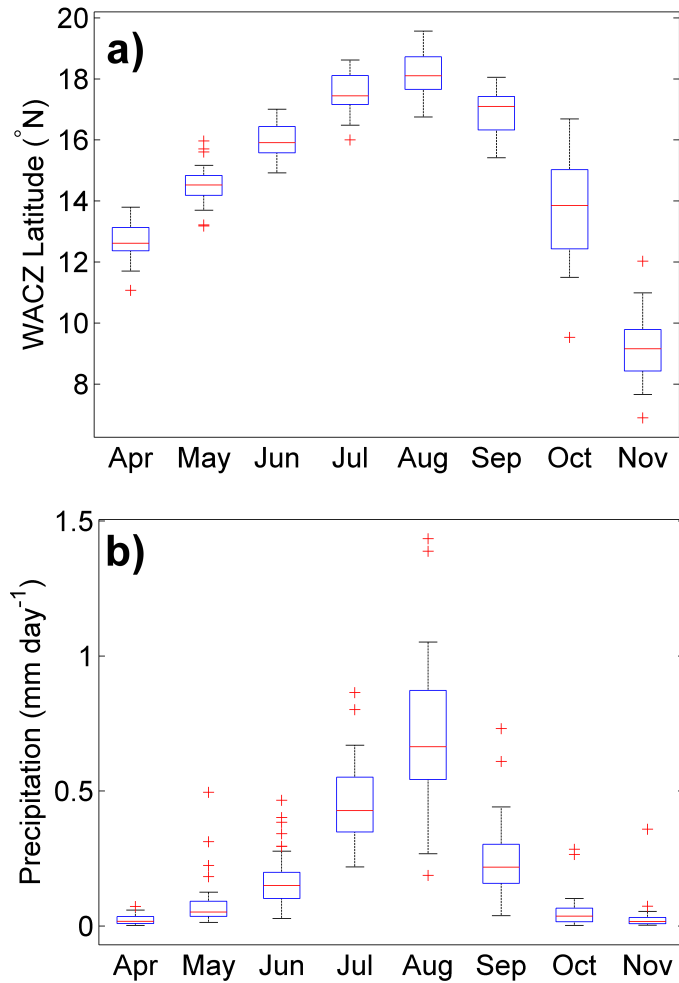 a)
WACZ Latitude (°N)
20
18
16
14
12
10
8
Apr May Jun Jul Aug Sep Oct Nov
b)
Precipitation (mm day-1)
1.5
1
0.5
0
Apr May Jun Jul Aug Sep Oct Nov